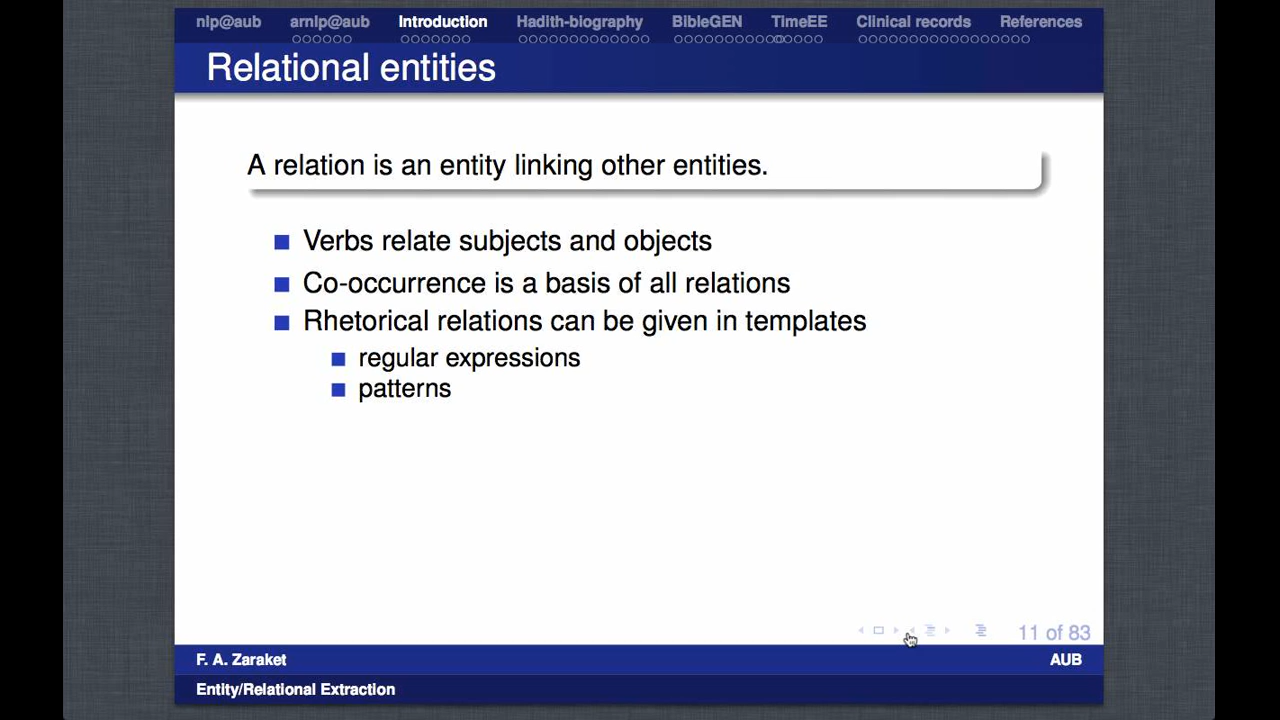 nlp@aub arnlp@aub Introduction Hadith-biography BibleGEN TimeEE Clinical records References
Relational entities
A relation is an entity linking other entities.
Verbs relate subjects and objects
Co-occurrence is a basis of all relations
Rhetorical relations can be given in templates
regular expressions
patterns
11 of 83
F. A. Zaraket AUB
Entity/Relational Extraction